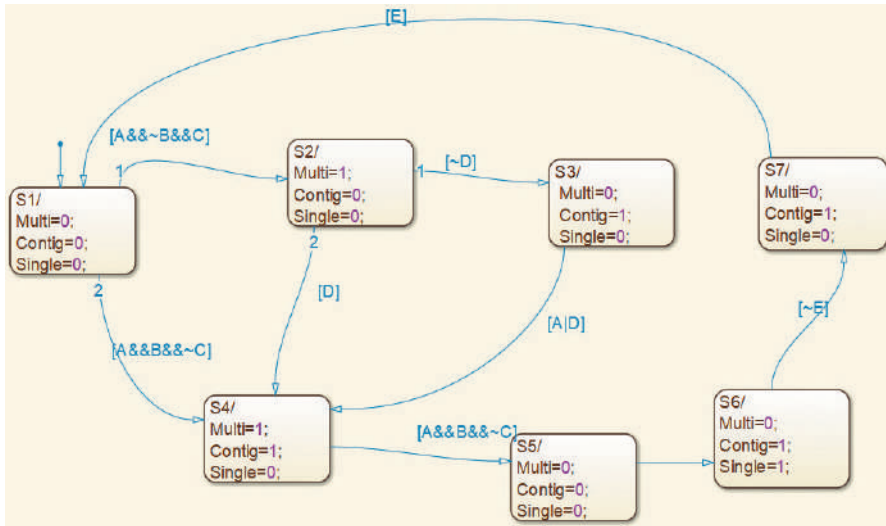 [E]
[A&&~B&&C]
1
S1/
Multi=0;
Contig=0;
Single=0;
2
[A&&B&&~C]
S2/
Multi=1;
Contig=0;
Single=0;
1
2
[~D]
[D]
S3/
Multi=0;
Contig=1;
Single=0;
[A|D]
S7/
Multi=0;
Contig=1;
Single=0;
[~E]
S4/
Multi=1;
Contig=1;
Single=0;
[A&&B&&~C]
S5/
Multi=0;
Contig=0;
Single=0;
S6/
Multi=0;
Contig=1;
Single=1;